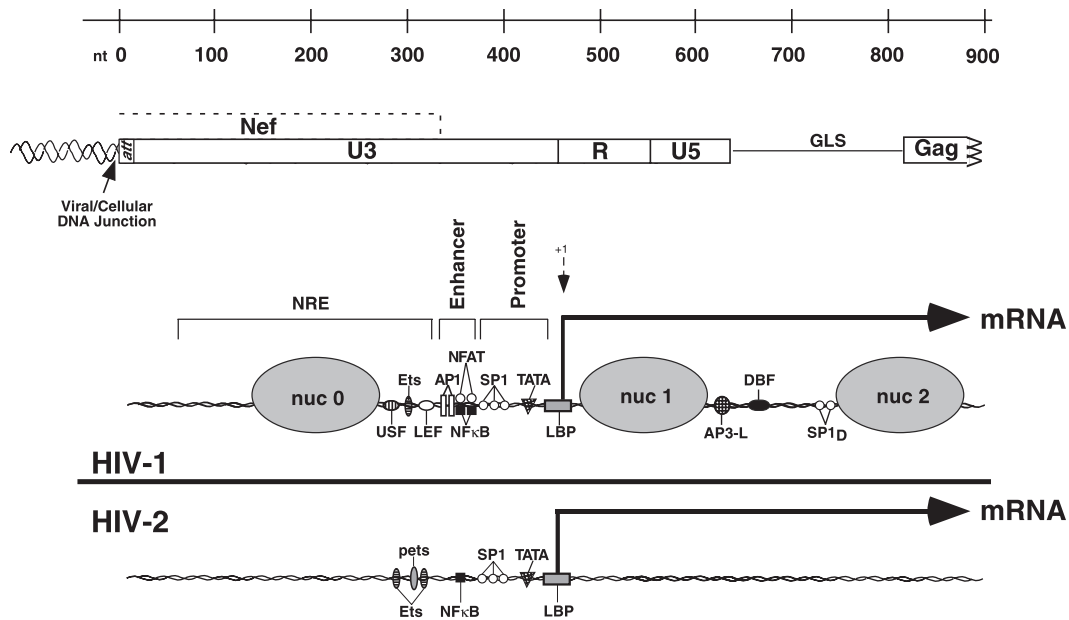 nt 0 100 200 300 400 500 600 700 800 900
Nef
att U3 R U5 GLS Gag
Viral/Cellular
DNA Junction
Enhancer
Promoter
+1
NRE
mRNA
NFAT
Ets AP1 SP1 TATA DBF
nuc 0 nuc 1 nuc 2
USF LEF NFκB LBP AP3-L SP1D
HIV-1
HIV-2
mRNA
pets SP1 TATA
Ets NFκB LBP